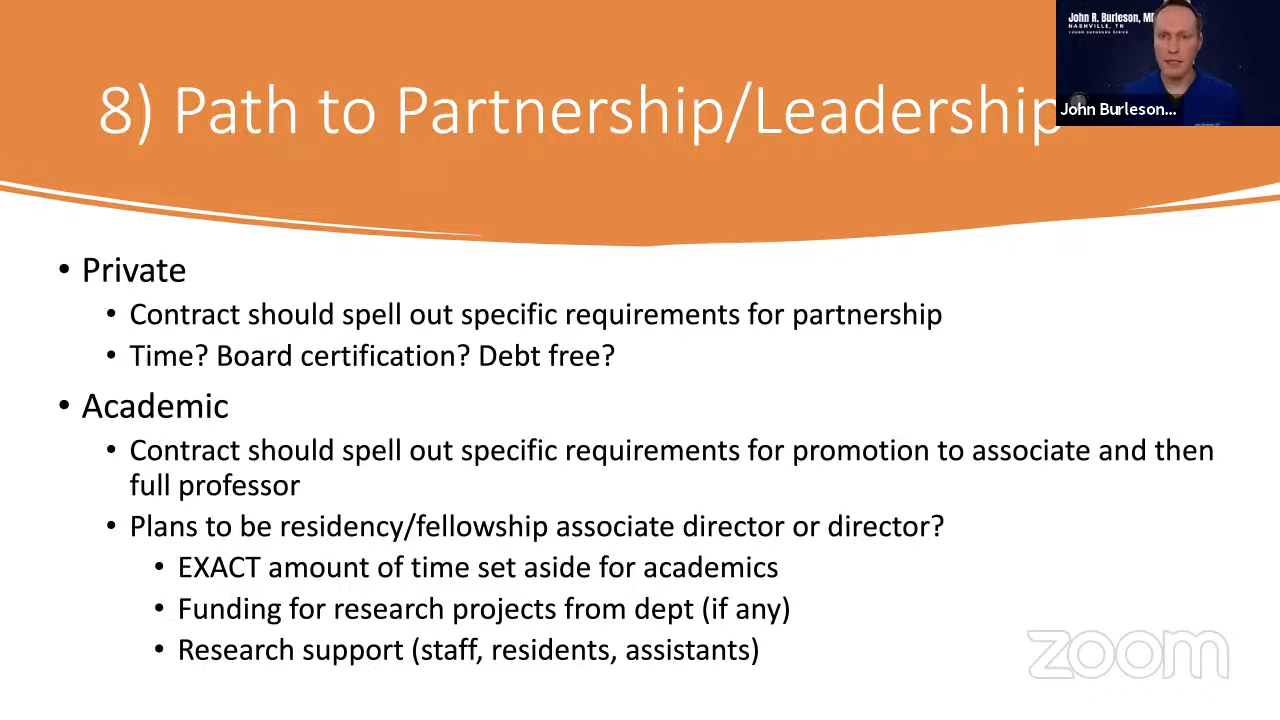 8) Path to Partnership/Leadership
John R. Burleson, MD
NASHVILLE, TN
YOUNG SURGEONS SERIES
John Burleson...
• Private
• Contract should spell out specific requirements for partnership
• Time? Board certification? Debt free?
• Academic
• Contract should spell out specific requirements for promotion to associate and then
full professor
• Plans to be residency/fellowship associate director or director?
• EXACT amount of time set aside for academics
• Funding for research projects from dept (if any)
• Research support (staff, residents, assistants)
zoom